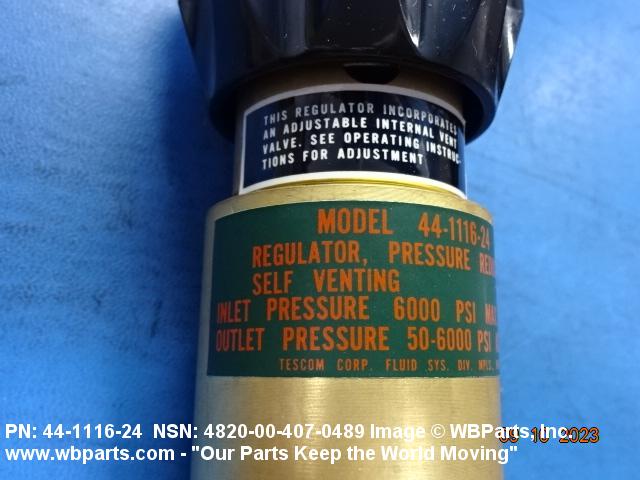 THIS REGULATOR INCORPORATES
AN ADJUSTABLE INTERNAL VENT
VALVE. SEE OPERATING INSTRUC-
TIONS FOR ADJUSTMENT
MODEL 44-1116-24
REGULATOR, PRESSURE
SELF VENTING
INLET PRESSURE 6000 PSI
OUTLET PRESSURE 50-6000 PSI
TESCOM CORP. FLUID SYS. DIV. MPLS.
PN: 44-1116-24 NSN: 4820-00-407-0489 Image © WBParts, Inc.
www.wbparts.com - "Our Parts Keep the World Moving"